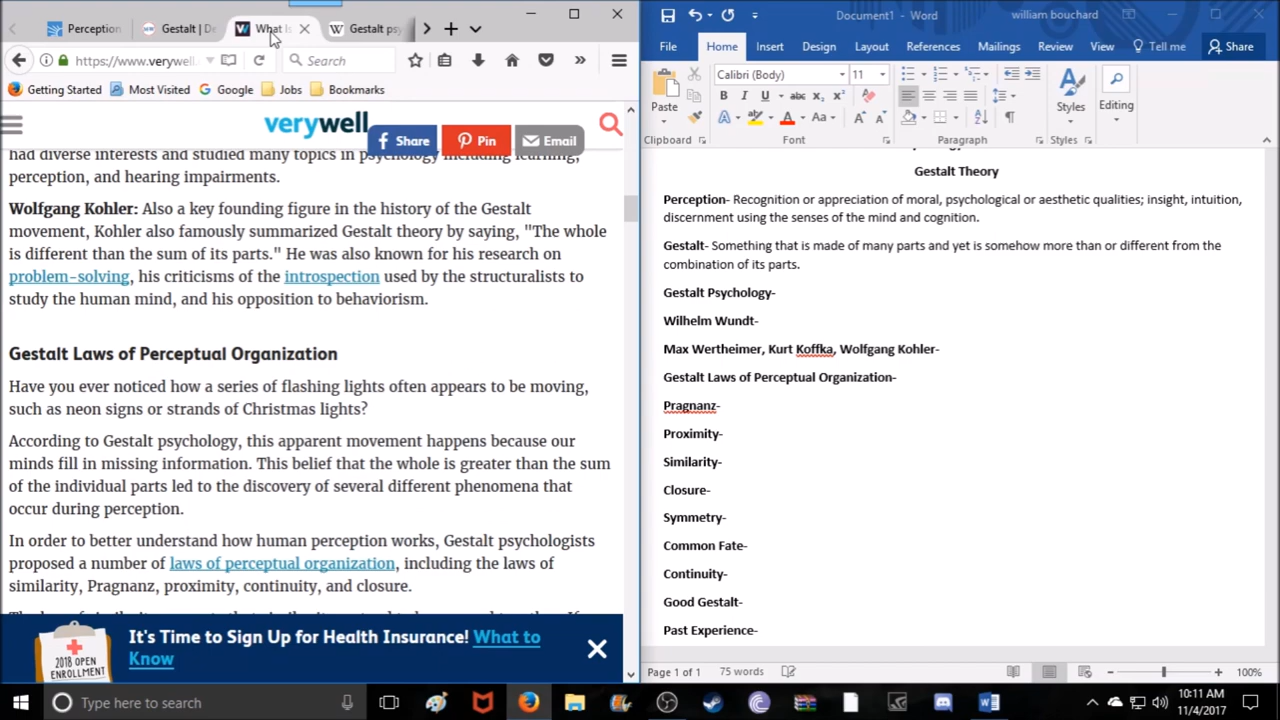 Perception
Gestalt | De
What is
Gestalt psy
https://www.verywell.
Search
Getting Started
Most Visited
Google
Jobs
Bookmarks
verywell
Share
Pin
Email
had diverse interests and studied many topics in psychology including learning,
perception, and hearing impairments.
Wolfgang Kohler: Also a key founding figure in the history of the Gestalt
movement, Kohler also famously summarized Gestalt theory by saying, "The whole
is different than the sum of its parts." He was also known for his research on
problem-solving, his criticisms of the introspection used by the structuralists to
study the human mind, and his opposition to behaviorism.
Gestalt Laws of Perceptual Organization
Have you ever noticed how a series of flashing lights often appears to be moving,
such as neon signs or strands of Christmas lights?
According to Gestalt psychology, this apparent movement happens because our
minds fill in missing information. This belief that the whole is greater than the sum
of the individual parts led to the discovery of several different phenomena that
occur during perception.
In order to better understand how human perception works, Gestalt psychologists
proposed a number of laws of perceptual organization, including the laws of
similarity, Pragnanz, proximity, continuity, and closure.
2018 OPEN
ENROLLMENT
It's Time to Sign Up for Health Insurance! What to
Know
Document1 - Word
william bouchard
File Home Insert Design Layout References Mailings Review View Tell me Share
Calibri (Body) 11
Paste
Styles
Editing
Clipboard Font Paragraph Styles
Gestalt Theory
Perception- Recognition or appreciation of moral, psychological or aesthetic qualities; insight, intuition,
discernment using the senses of the mind and cognition.
Gestalt- Something that is made of many parts and yet is somehow more than or different from the
combination of its parts.
Gestalt Psychology-
Wilhelm Wundt-
Max Wertheimer, Kurt Koffka, Wolfgang Kohler-
Gestalt Laws of Perceptual Organization-
Pragnanz-
Proximity-
Similarity-
Closure-
Symmetry-
Common Fate-
Continuity-
Good Gestalt-
Past Experience-
Page 1 of 1 75 words
100%
Type here to search
10:11 AM
11/4/2017